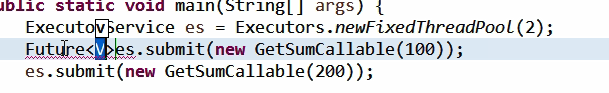 public static void main(String[] args) {
ExecutorService es = Executors.newFixedThreadPool(2);
Future<V>es.submit(new GetSumCallable(100));
es.submit(new GetSumCallable(200));